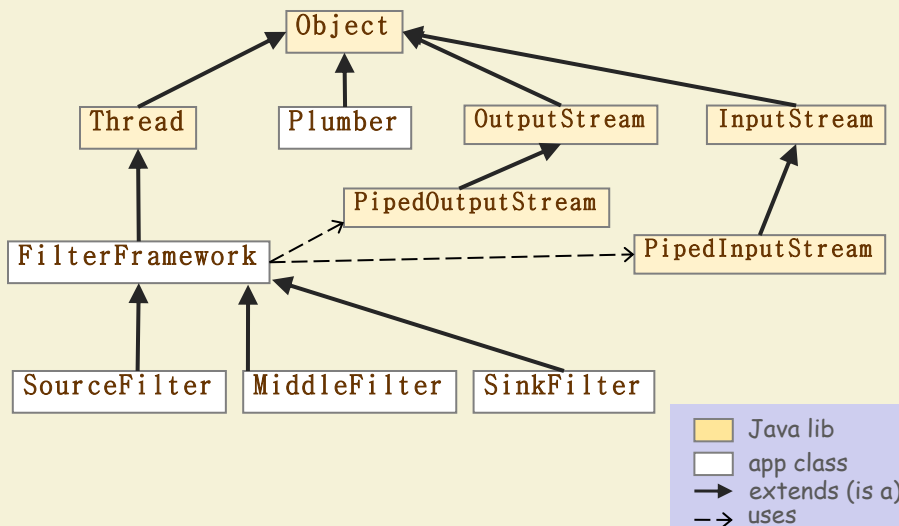 Object
Thread
Plumber
OutputStream
InputStream
PipedOutputStream
FilterFramework
PipedInputStream
SourceFilter
MiddleFilter
SinkFilter
Java lib
app class
extends (is a)
uses